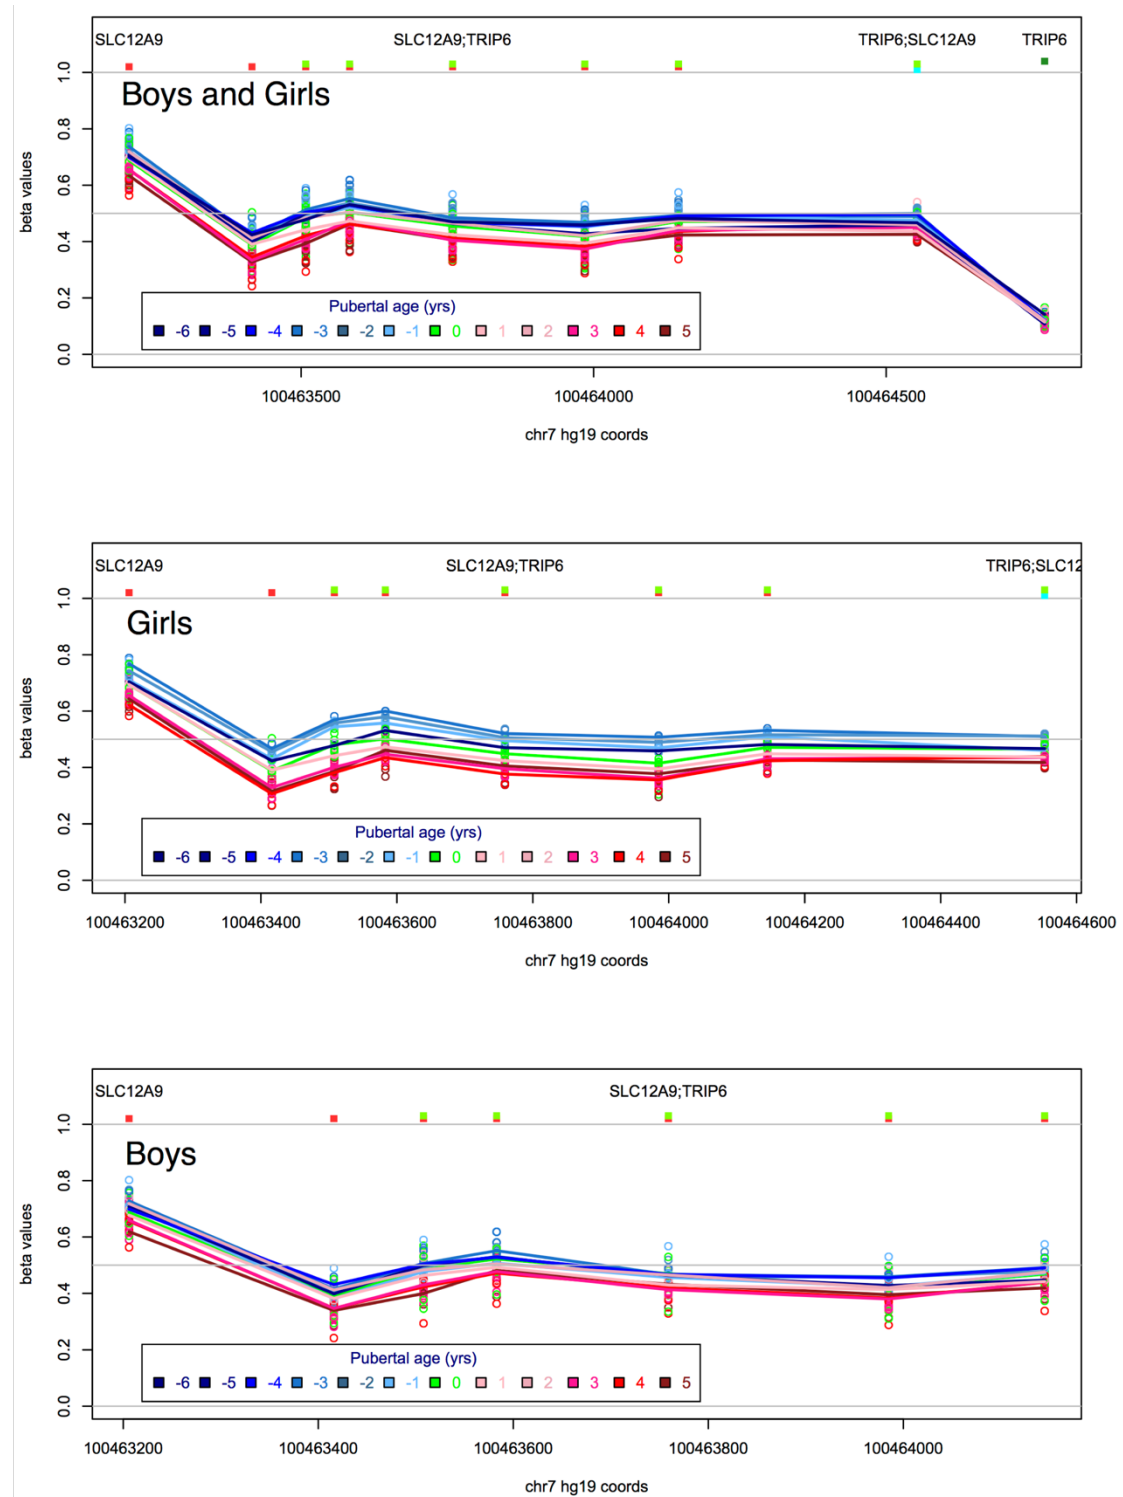 SLC12A9 SLC12A9;TRIP6 TRIP6;SLC12A9 TRIP6
Boys and Girls
beta values
0.0 0.2 0.4 0.6 0.8 1.0
Pubertal age (yrs)
-6 -5 -4 -3 -2 -1 0 1 2 3 4 5
100463500 100464000 100464500
chr7 hg19 coords
SLC12A9 SLC12A9;TRIP6 TRIP6;SLC12
Girls
beta values
0.0 0.2 0.4 0.6 0.8 1.0
Pubertal age (yrs)
-6 -5 -4 -3 -2 -1 0 1 2 3 4 5
100463200 100463400 100463600 100463800 100464000 100464200 100464400 100464600
chr7 hg19 coords
SLC12A9 SLC12A9;TRIP6
Boys
beta values
0.0 0.2 0.4 0.6 0.8 1.0
Pubertal age (yrs)
-6 -5 -4 -3 -2 -1 0 1 2 3 4 5
100463200 100463400 100463600 100463800 100464000
chr7 hg19 coords